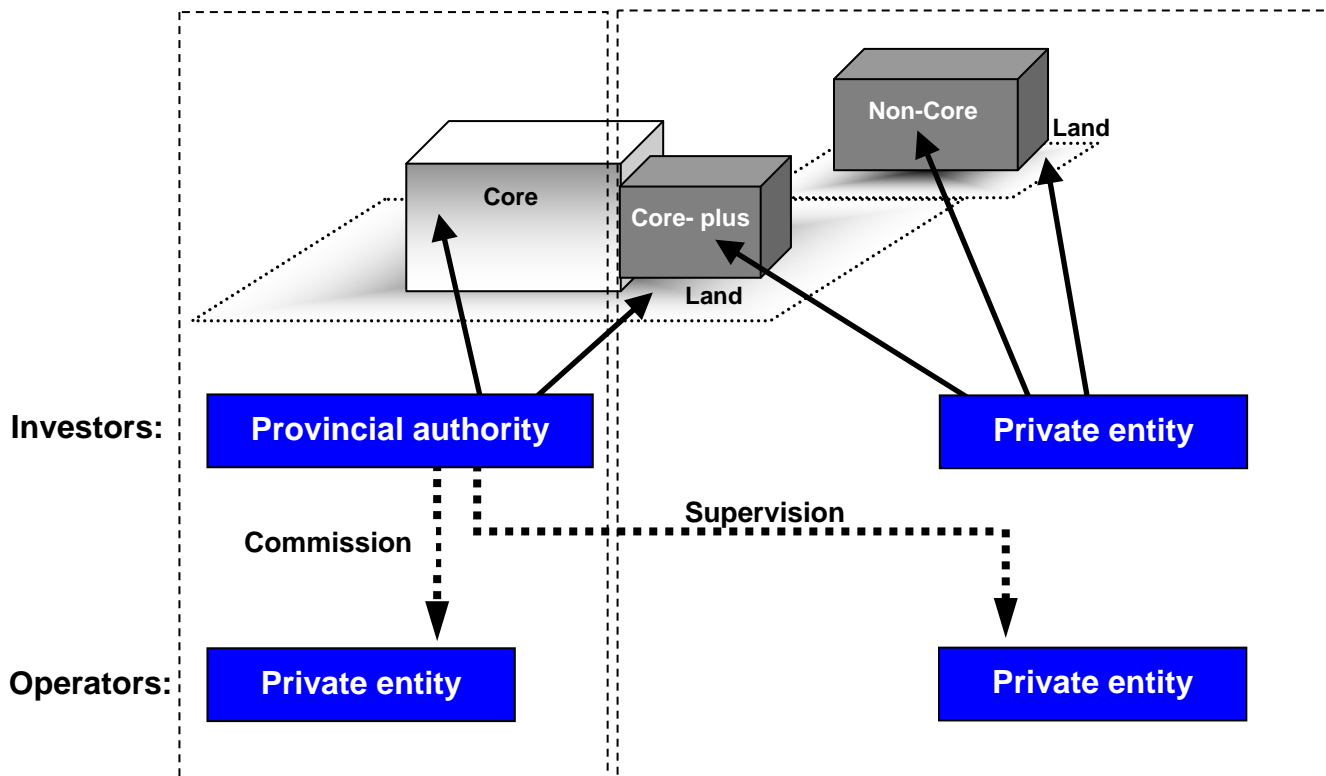 Non-Core
Land
Core
Core- plus
Land
Investors:
Provincial authority
Private entity
Supervision
Commission
Operators:
Private entity
Private entity